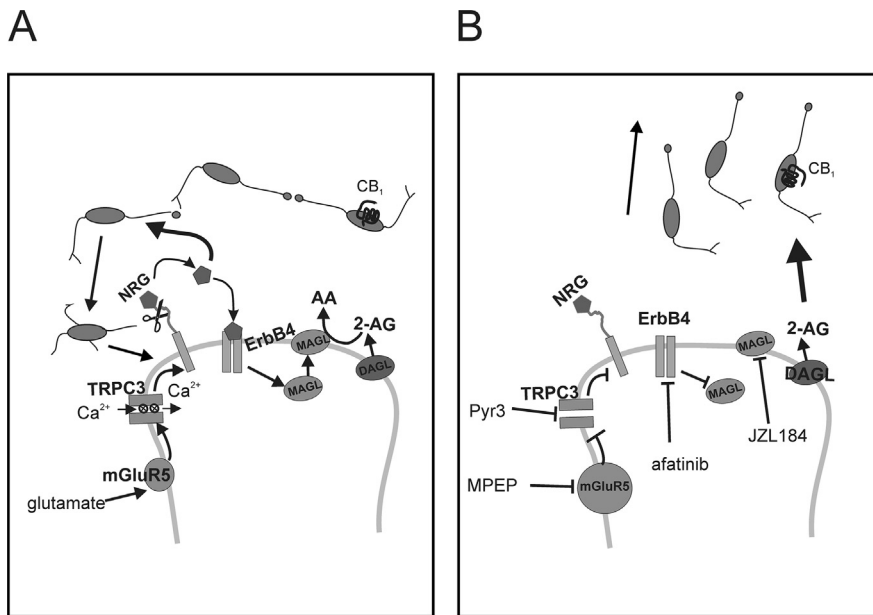 A
CB1
NRG
AA
ErbB4
2-AG
MAGL
DAGL
TRPC3
Ca2+
Ca2+
MAGL
mGluR5
glutamate
B
CB1
NRG
ErbB4
2-AG
MAGL
DAGL
TRPC3
MAGL
Pyr3
JZL184
afatinib
MPEP
mGluR5